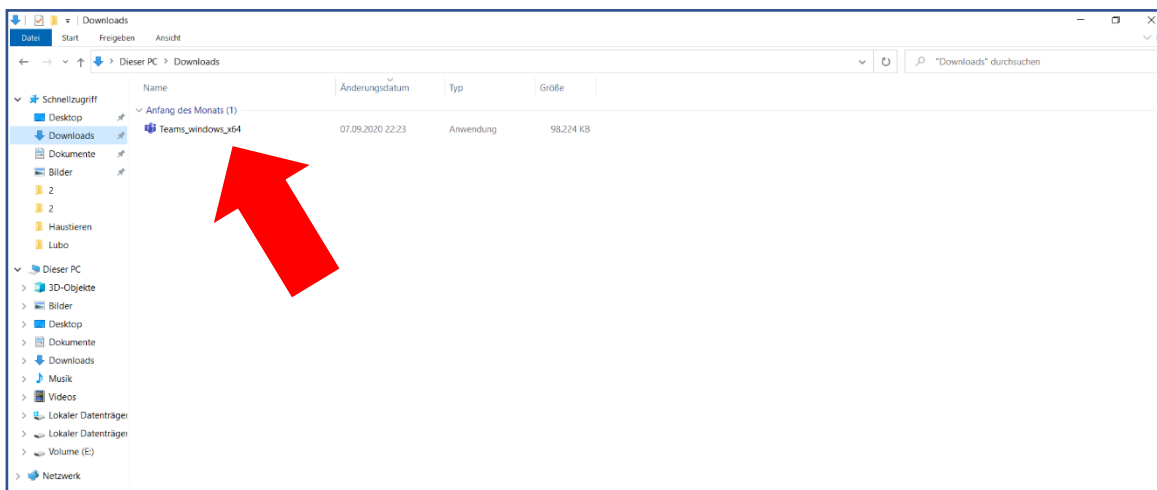 Downloads
Datei Start Freigeben Ansicht
Dieser PC > Downloads
"Downloads" durchsuchen
Name Änderungsdatum Typ Größe
Schnellzugriff
Anfang des Monats (1)
Desktop
Teams_windows_x64 07.09.2020 22:23 Anwendung 98.224 KB
Downloads
Dokumente
Bilder
2
2
Haustieren
Lubo
Dieser PC
3D-Objekte
Bilder
Desktop
Dokumente
Downloads
Musik
Videos
Lokaler Datenträger
Lokaler Datenträger
Volume (E:)
Netzwerk